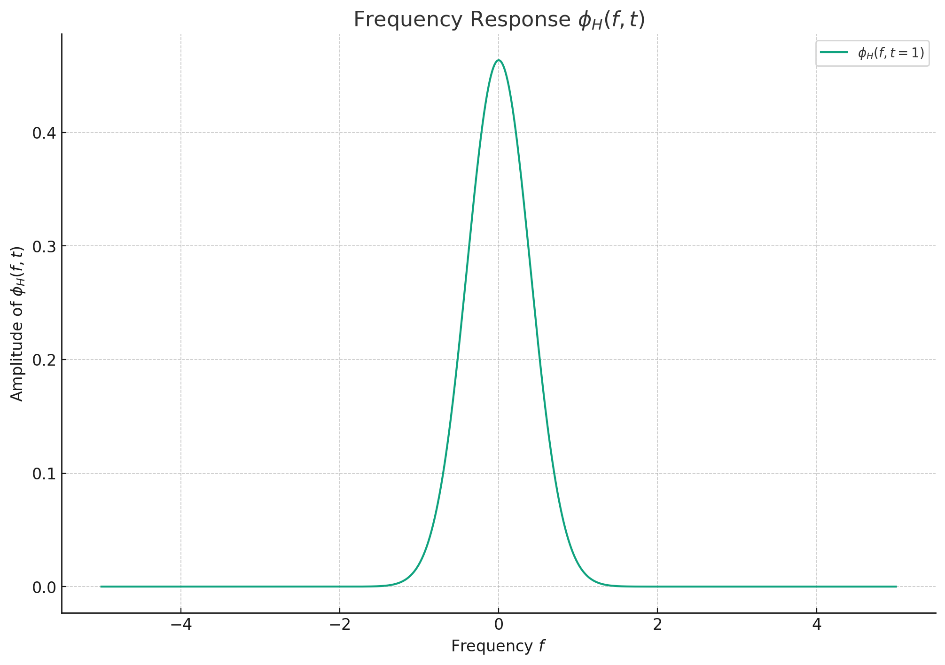 Frequency Response ϕ_H(f, t)
ϕ_H(f, t = 1)
Amplitude of ϕ_H(f, t)
0.4
0.3
0.2
0.1
0.0
−4 −2 0 2 4
Frequency f